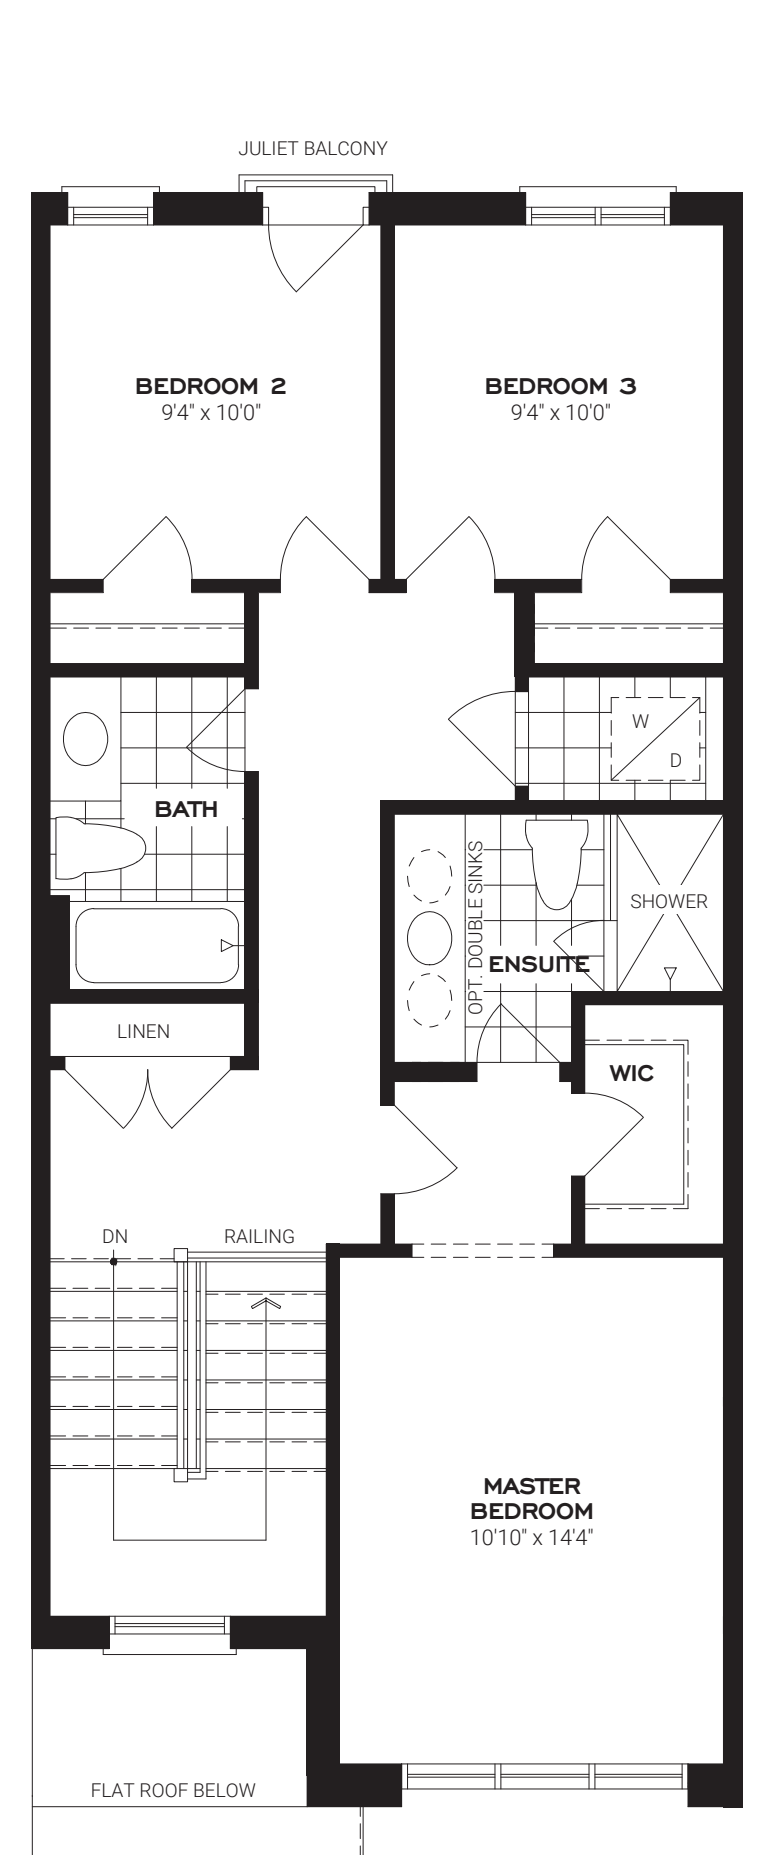 JULIET BALCONY
BEDROOM 2
9'4" x 10'0"
BEDROOM 3
9'4" x 10'0"
W
D
BATH
OPT. DOUBLE SINKS
SHOWER
ENSUITE
LINEN
WIC
DN
RAILING
MASTER
BEDROOM
10'10" x 14'4"
FLAT ROOF BELOW